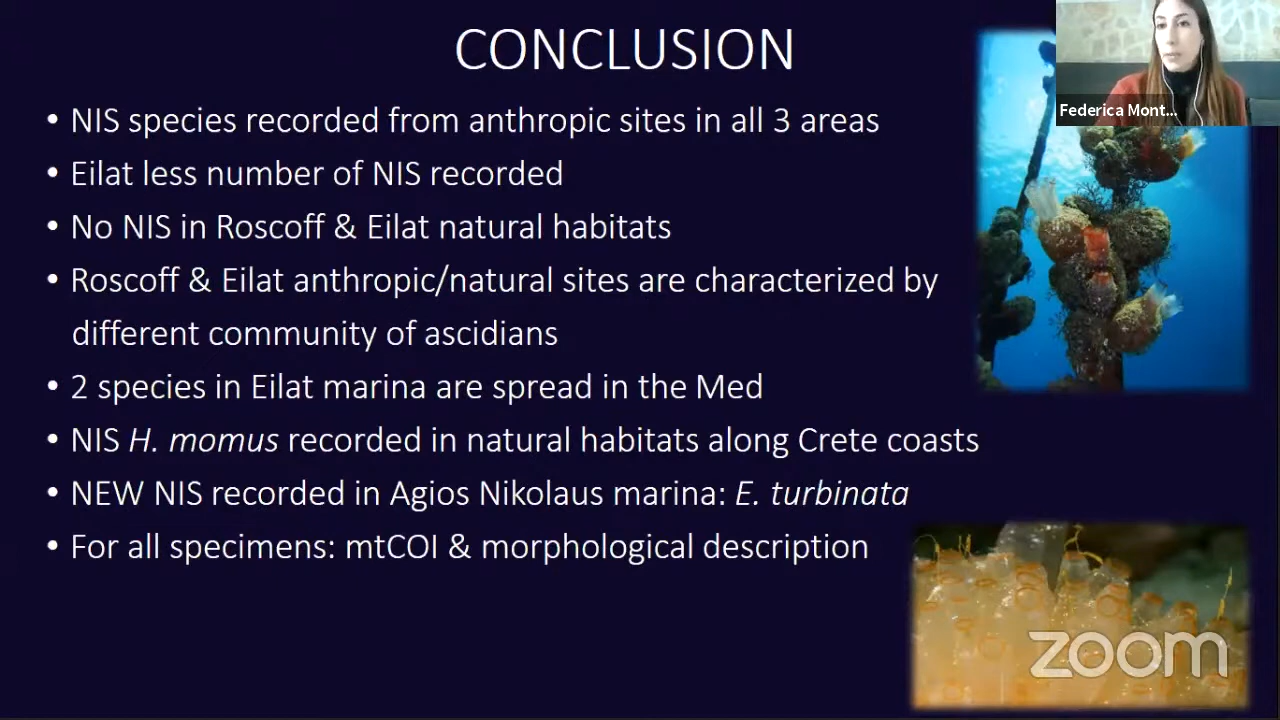 CONCLUSION
Federica Mont...
• NIS species recorded from anthropic sites in all 3 areas
• Eilat less number of NIS recorded
• No NIS in Roscoff & Eilat natural habitats
• Roscoff & Eilat anthropic/natural sites are characterized by
different community of ascidians
• 2 species in Eilat marina are spread in the Med
• NIS H. momus recorded in natural habitats along Crete coasts
• NEW NIS recorded in Agios Nikolaus marina: E. turbinata
• For all specimens: mtCOI & morphological description
zoom